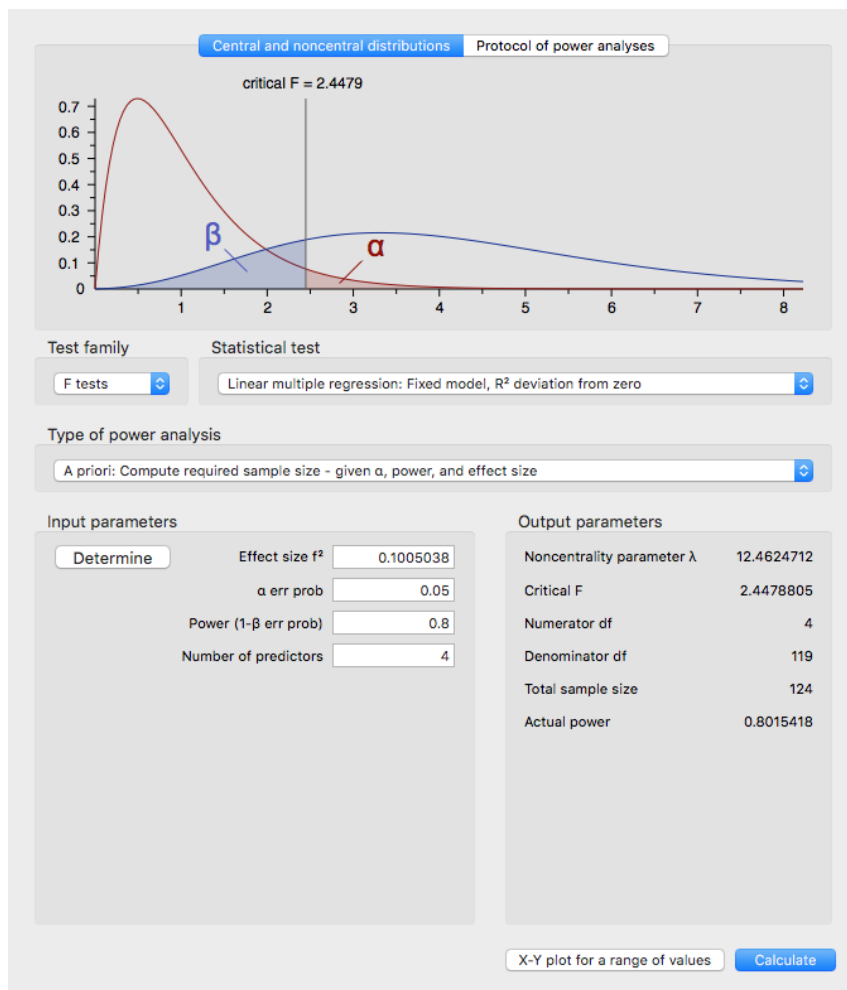 Central and noncentral distributions Protocol of power analyses
critical F = 2.4479
0.7
0.6
0.5
0.4
0.3
0.2
0.1
0
β
α
1 2 3 4 5 6 7 8
Test family Statistical test
F tests Linear multiple regression: Fixed model, R² deviation from zero
Type of power analysis
A priori: Compute required sample size – given α, power, and effect size
Input parameters Output parameters
Determine Effect size f² 0.1005038 Noncentrality parameter λ 12.4624712
α err prob 0.05 Critical F 2.4478805
Power (1-β err prob) 0.8 Numerator df 4
Number of predictors 4 Denominator df 119
Total sample size 124
Actual power 0.8015418
X-Y plot for a range of values Calculate